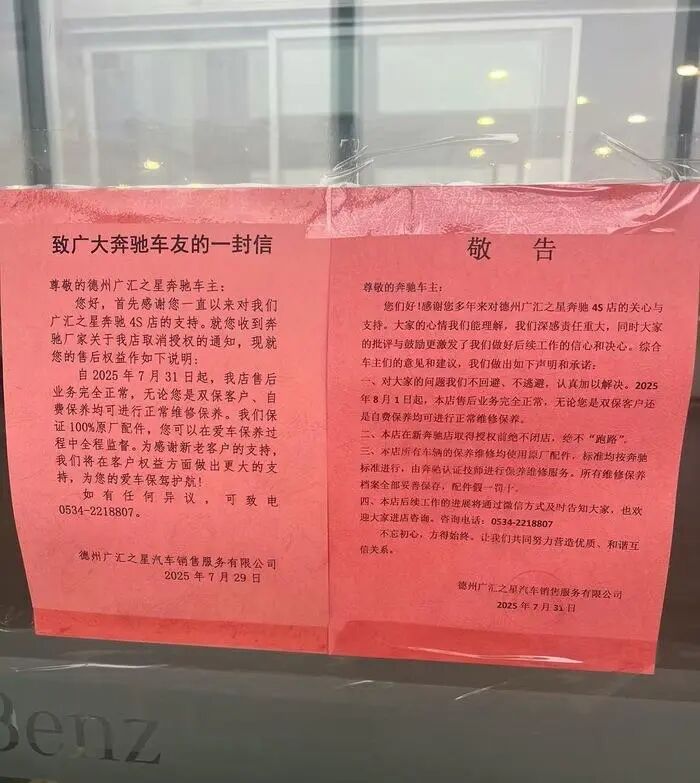 致广大奔驰车友的一封信
尊敬的德州广汇之星奔驰车主：
您好，首先感谢您一直以来对我们
广汇之星奔驰 4S 店的支持。就您收到奔
驰厂家关于我店取消授权的通知，现就
您的售后权益作如下说明：
自 2025 年 7 月 31 日起，我店售后
业务完全正常，无论是双保客户、自
费保养均可进行正常维修保养。我们保
证 100%原厂配件，您可以在爱车保养过
程中全程监督。为感谢新老客户的支持，
我们将在客户权益方面做出更大的支
持，为您的爱车保驾护航！
如有任何异议，可致电
0534-2218807。
德州广汇之星汽车销售服务有限公司
2025 年 7 月 29 日
敬 告
尊敬的奔驰车主：
您们好！感谢您多年来对德州广汇之星奔驰 4S 店的关心与
支持。大家的心情我们能理解，我们深感责任重大，同时大家
的批评与鼓励更激发了我们做好后续工作的信心和决心。综合
车主们的意见和建议，我们做出如下声明和承诺：
一、对大家的问题我们不回避、不逃避，认真加以解决。2025
年 8 月 1 日起，本店售后业务完全正常，无论是双保客户还
是自费保养均可进行正常维修保养。
二、本店在新奔驰店取得授权前绝不闭店，绝不“跑路”。
三、本店所有车辆的保养维修均使用原厂配件，标准均按奔驰
标准进行，由奔驰认证技师进行保养维修服务。所有维修保养
档案全部妥善保存，配件假一罚十。
四、本店后续工作的进展将通过微信方式及时告知大家，也欢
迎大家进店咨询。咨询电话：0534-2218807
不忘初心，方得始终。让我们共同努力营造优质、和谐互
信关系。
德州广汇之星汽车销售服务有限公司
2025 年 7 月 31 日
Benz